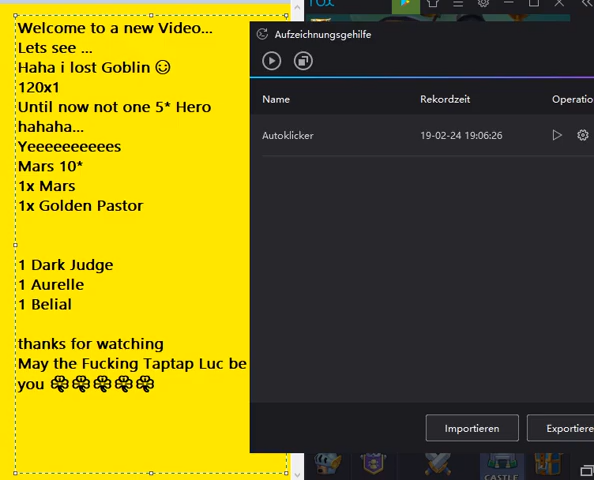 Welcome to a new Video...
Lets see ...
Haha i lost Goblin ☺
120x1
Until now not one 5* Hero
hahaha...
Yeeeeeeeeees
Mars 10*
1x Mars
1x Golden Pastor
1 Dark Judge
1 Aurelle
1 Belial
thanks for watching
May the Fucking Taptap Luc be
you 🍀🍀🍀🍀🍀
Aufzeichnungsgehilfe
Name Rekordzeit Operatio
Autoklicker 19-02-24 19:06:26
Importieren Exportiere
CASTLE